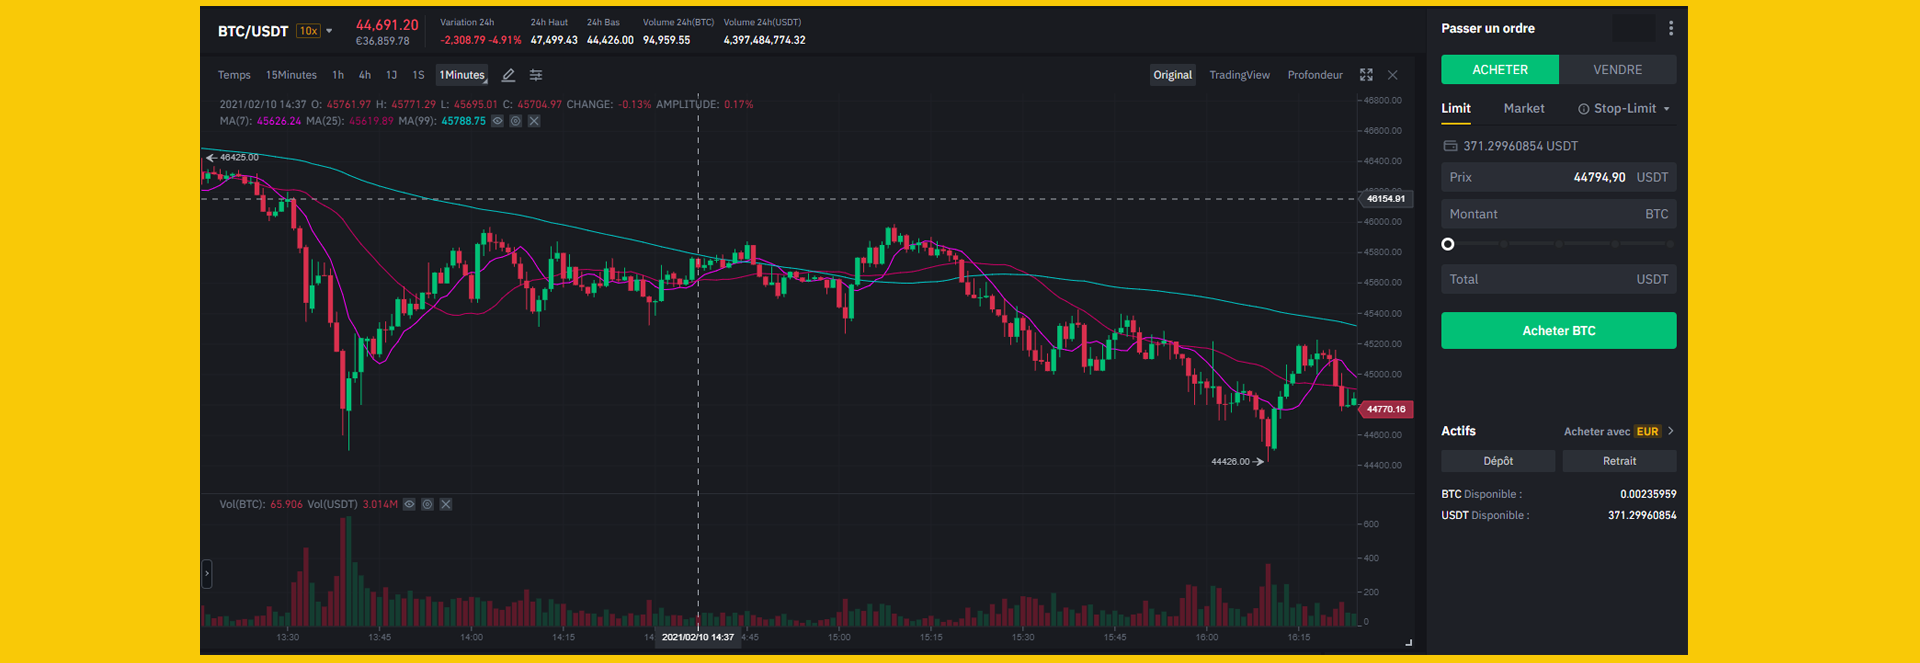 BTC/USDT 10x 44,691.20 Variation 24h 24h Haut 24h Bas Volume 24h(BTC) Volume 24h(USDT)
€36,859.78 -2,308.79 -4.91% 47,499.43 44,426.00 94,959.55 4,397,484,774.32
Temps 15Minutes 1h 4h 1J 1S 1Minutes Original TradingView Profondeur
2021/02/10 14:37 O: 45761.97 H: 45771.29 L: 45695.01 C: 45704.97 CHANGE: -0.13% AMPLITUDE: 0.17%
MA(7): 45626.24 MA(25): 45619.89 MA(99): 45788.75
46425.00
46800.00
46600.00
46400.00
46154.91
46000.00
45800.00
45600.00
45400.00
45200.00
45000.00
44770.16
44600.00
44400.00
44426.00
Vol(BTC): 65.906 Vol(USDT) 3.014M
600
400
200
0
13:30 13:45 14:00 14:15 14 2021/02/10 14:37 4:45 15:00 15:15 15:30 15:45 16:00 16:15
Passer un ordre
ACHETER VENDRE
Limit Market Stop-Limit
371.29960854 USDT
Prix 44794,90 USDT
Montant BTC
Total USDT
Acheter BTC
Actifs Acheter avec EUR
Dépôt Retrait
BTC Disponible : 0.00235959
USDT Disponible : 371.29960854